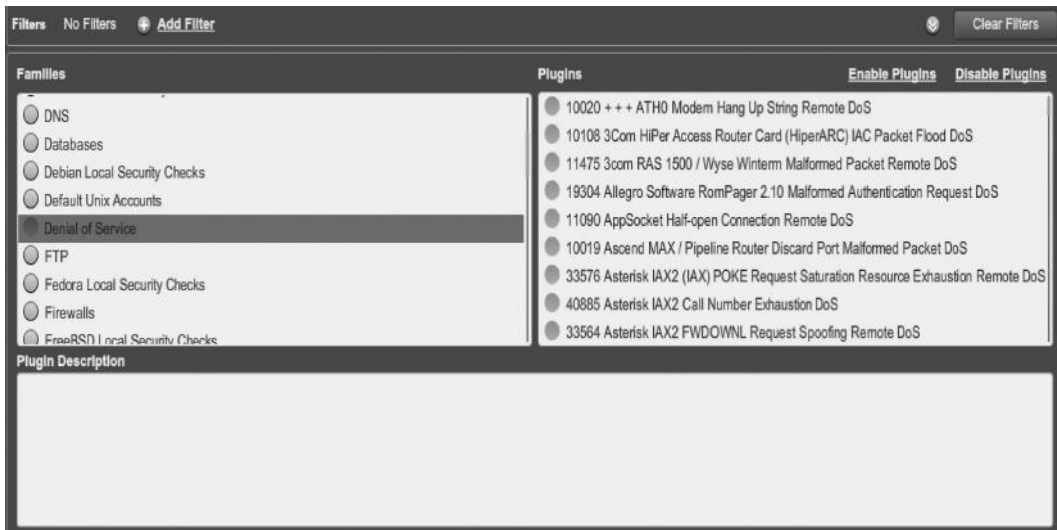 Filters No Filters Add Filter Clear Filters
Families
DNS
Databases
Debian Local Security Checks
Default Unix Accounts
Denial of Service
FTP
Fedora Local Security Checks
Firewalls
FreeBSD Local Security Checks
Plugins Enable Plugins Disable Plugins
10020 + + + ATH0 Modem Hang Up String Remote DoS
10108 3Com HiPer Access Router Card (HiperARC) IAC Packet Flood DoS
11475 3com RAS 1500 / Wyse Winterm Malformed Packet Remote DoS
19304 Allegro Software RomPager 2.10 Malformed Authentication Request DoS
11090 AppSocket Half-open Connection Remote DoS
10019 Ascend MAX / Pipeline Router Discard Port Malformed Packet DoS
33576 Asterisk IAX2 (IAX) POKE Request Saturation Resource Exhaustion Remote DoS
40885 Asterisk IAX2 Call Number Exhaustion DoS
33564 Asterisk IAX2 FWDOWNL Request Spoofing Remote DoS
Plugin Description